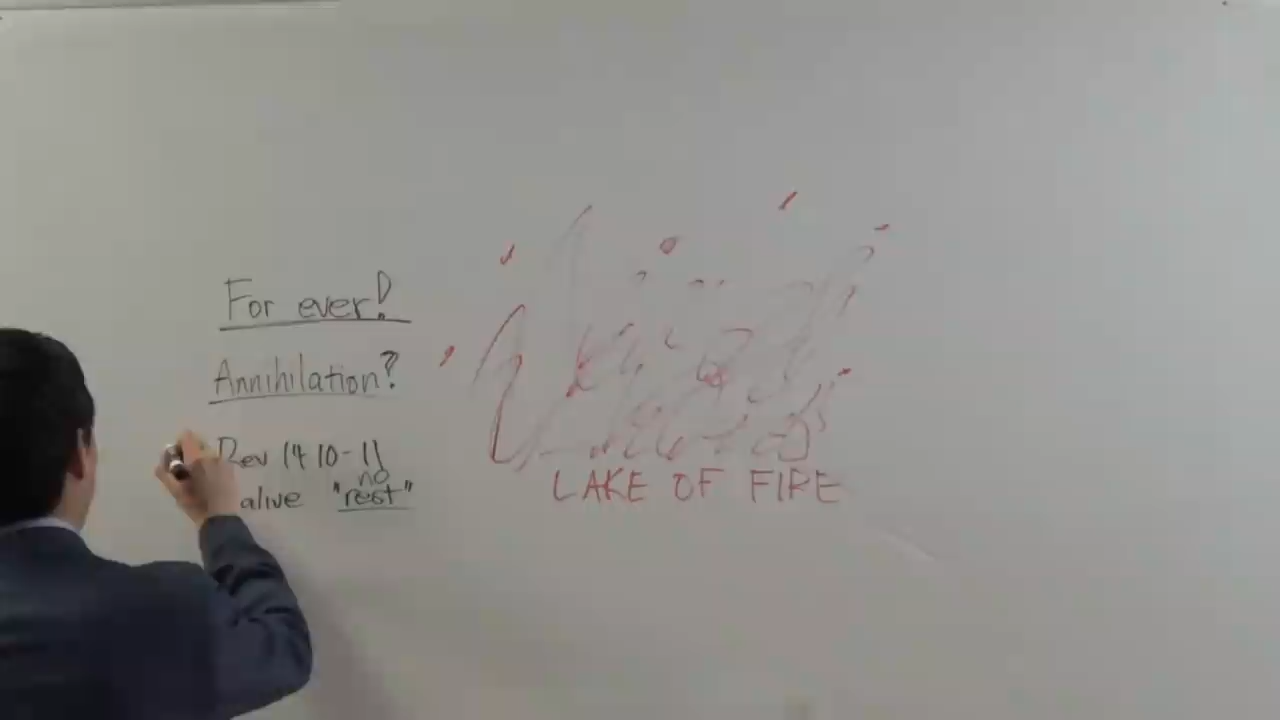 For ever!
Annihilation?
Rev 14 10-11
no
alive "rest"
LAKE OF FIRE